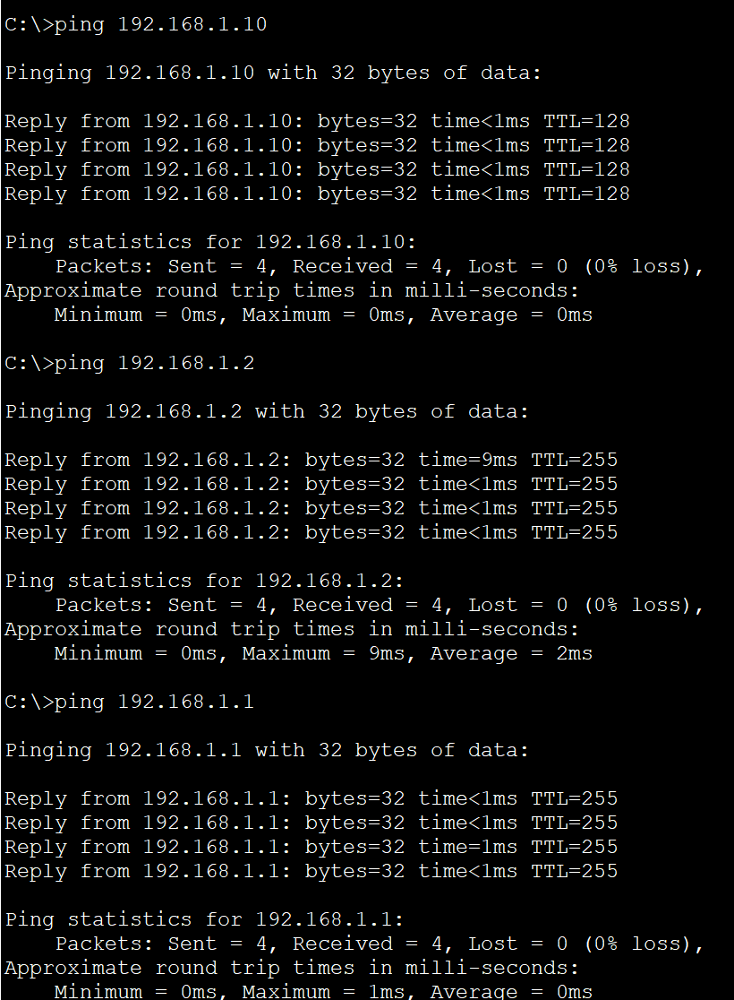 C:\>ping 192.168.1.10
Pinging 192.168.1.10 with 32 bytes of data:
Reply from 192.168.1.10: bytes=32 time<1ms TTL=128
Reply from 192.168.1.10: bytes=32 time<1ms TTL=128
Reply from 192.168.1.10: bytes=32 time<1ms TTL=128
Reply from 192.168.1.10: bytes=32 time<1ms TTL=128
Ping statistics for 192.168.1.10:
    Packets: Sent = 4, Received = 4, Lost = 0 (0% loss),
Approximate round trip times in milli-seconds:
    Minimum = 0ms, Maximum = 0ms, Average = 0ms
C:\>ping 192.168.1.2
Pinging 192.168.1.2 with 32 bytes of data:
Reply from 192.168.1.2: bytes=32 time=9ms TTL=255
Reply from 192.168.1.2: bytes=32 time<1ms TTL=255
Reply from 192.168.1.2: bytes=32 time<1ms TTL=255
Reply from 192.168.1.2: bytes=32 time<1ms TTL=255
Ping statistics for 192.168.1.2:
    Packets: Sent = 4, Received = 4, Lost = 0 (0% loss),
Approximate round trip times in milli-seconds:
    Minimum = 0ms, Maximum = 9ms, Average = 2ms
C:\>ping 192.168.1.1
Pinging 192.168.1.1 with 32 bytes of data:
Reply from 192.168.1.1: bytes=32 time<1ms TTL=255
Reply from 192.168.1.1: bytes=32 time<1ms TTL=255
Reply from 192.168.1.1: bytes=32 time=1ms TTL=255
Reply from 192.168.1.1: bytes=32 time<1ms TTL=255
Ping statistics for 192.168.1.1:
    Packets: Sent = 4, Received = 4, Lost = 0 (0% loss),
Approximate round trip times in milli-seconds:
    Minimum = 0ms, Maximum = 1ms, Average = 0ms